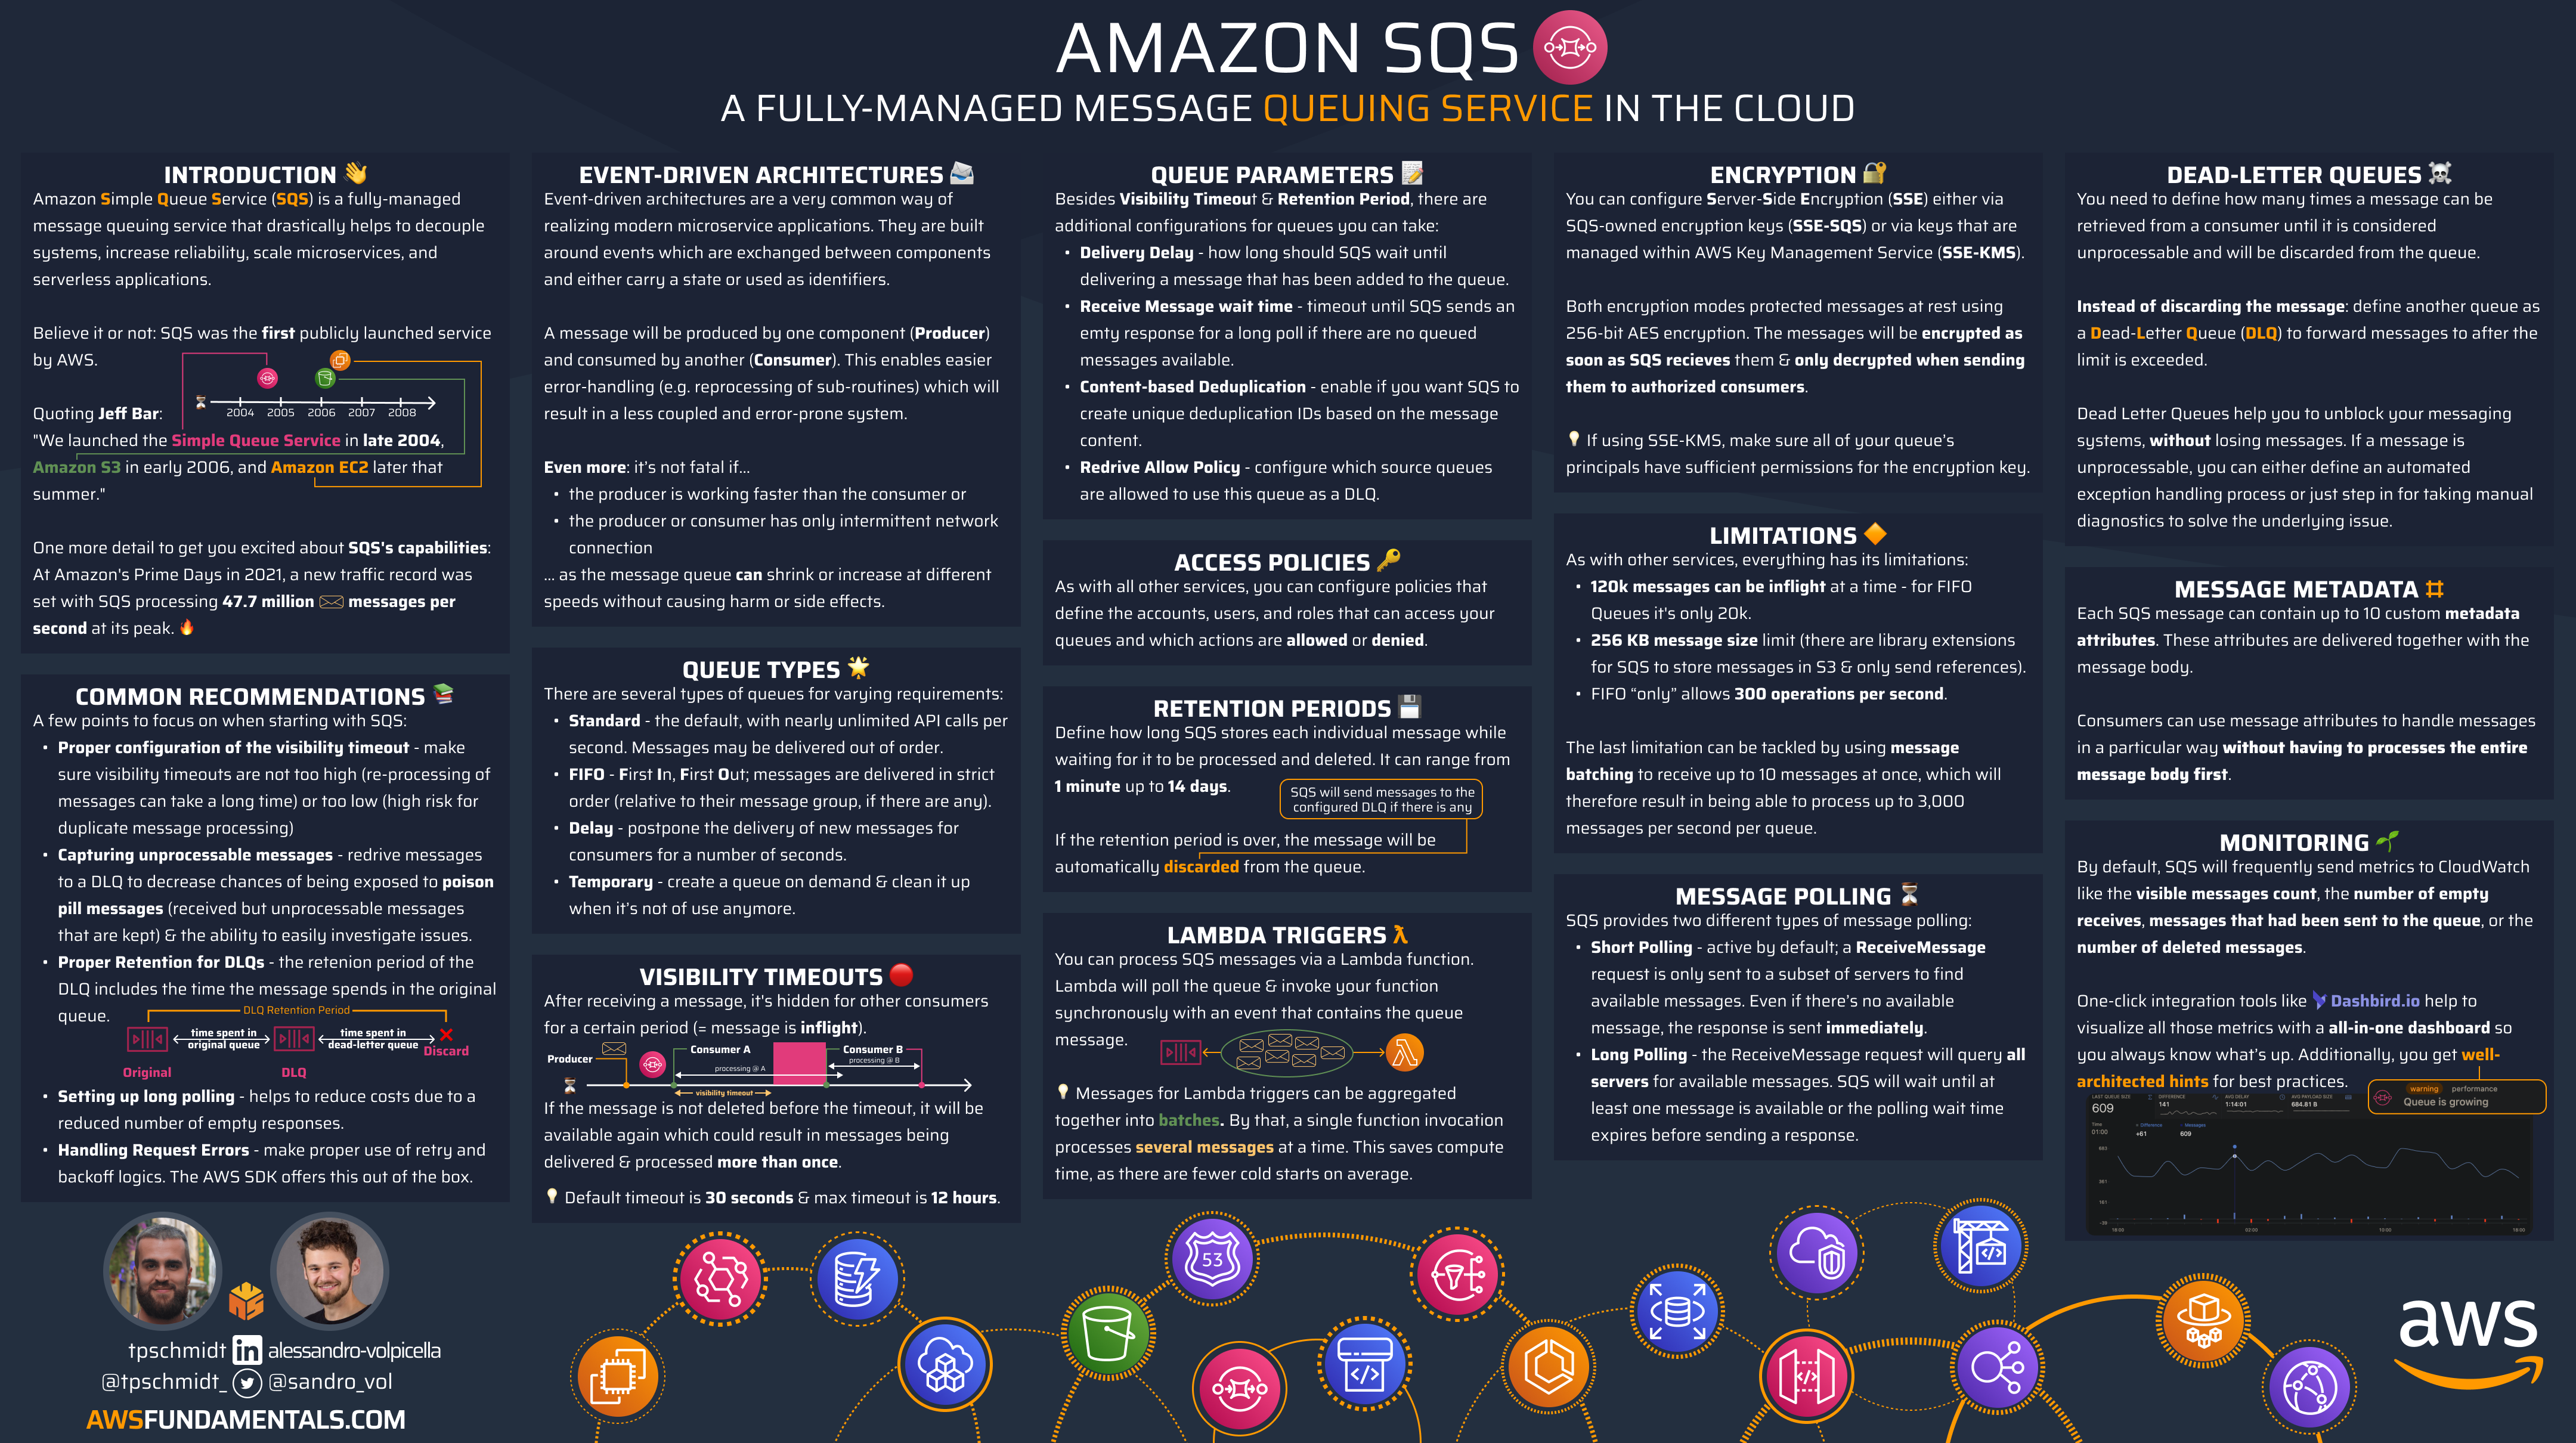 AMAZON SQS
A FULLY-MANAGED MESSAGE QUEUING SERVICE IN THE CLOUD
INTRODUCTION 👋
Amazon Simple Queue Service (SQS) is a fully-managed
message queuing service that drastically helps to decouple
systems, increase reliability, scale microservices, and
serverless applications.
Believe it or not: SQS was the first publicly launched service
by AWS.
2004 2005 2006 2007 2008
Quoting Jeff Bar:
"We launched the Simple Queue Service in late 2004,
Amazon S3 in early 2006, and Amazon EC2 later that
summer."
One more detail to get you excited about SQS's capabilities:
At Amazon's Prime Days in 2021, a new traffic record was
set with SQS processing 47.7 million messages per
second at its peak. 🔥
COMMON RECOMMENDATIONS 📚
A few points to focus on when starting with SQS:
• Proper configuration of the visibility timeout - make
sure visibility timeouts are not too high (re-processing of
messages can take a long time) or too low (high risk for
duplicate message processing)
• Capturing unprocessable messages - redrive messages
to a DLQ to decrease chances of being exposed to poison
pill messages (received but unprocessable messages
that are kept) & the ability to easily investigate issues.
• Proper Retention for DLQs - the retenion period of the
DLQ includes the time the message spends in the original
queue.
DLQ Retention Period
time spent in
original queue
time spent in
dead-letter queue
Discard
Original
DLQ
• Setting up long polling - helps to reduce costs due to a
reduced number of empty responses.
• Handling Request Errors - make proper use of retry and
backoff logics. The AWS SDK offers this out of the box.
tpschmidt in alessandro-volpicella
@tpschmidt_ @sandro_vol
AWSFUNDAMENTALS.COM
EVENT-DRIVEN ARCHITECTURES 📨
Event-driven architectures are a very common way of
realizing modern microservice applications. They are built
around events which are exchanged between components
and either carry a state or used as identifiers.
A message will be produced by one component (Producer)
and consumed by another (Consumer). This enables easier
error-handling (e.g. reprocessing of sub-routines) which will
result in a less coupled and error-prone system.
Even more: it's not fatal if...
• the producer is working faster than the consumer or
• the producer or consumer has only intermittent network
connection
... as the message queue can shrink or increase at different
speeds without causing harm or side effects.
QUEUE TYPES 🌟
There are several types of queues for varying requirements:
• Standard - the default, with nearly unlimited API calls per
second. Messages may be delivered out of order.
• FIFO - First In, First Out; messages are delivered in strict
order (relative to their message group, if there are any).
• Delay - postpone the delivery of new messages for
consumers for a number of seconds.
• Temporary - create a queue on demand & clean it up
when it's not of use anymore.
VISIBILITY TIMEOUTS 🔴
After receiving a message, it's hidden for other consumers
for a certain period (= message is inflight).
Producer
Consumer A
processing @ A
Consumer B
processing @ B
visibility timeout
If the message is not deleted before the timeout, it will be
available again which could result in messages being
delivered & processed more than once.
💡 Default timeout is 30 seconds & max timeout is 12 hours.
QUEUE PARAMETERS 📝
Besides Visibility Timeout & Retention Period, there are
additional configurations for queues you can take:
• Delivery Delay - how long should SQS wait until
delivering a message that has been added to the queue.
• Receive Message wait time - timeout until SQS sends an
emty response for a long poll if there are no queued
messages available.
• Content-based Deduplication - enable if you want SQS to
create unique deduplication IDs based on the message
content.
• Redrive Allow Policy - configure which source queues
are allowed to use this queue as a DLQ.
ACCESS POLICIES 🔑
As with all other services, you can configure policies that
define the accounts, users, and roles that can access your
queues and which actions are allowed or denied.
RETENTION PERIODS 💾
Define how long SQS stores each individual message while
waiting for it to be processed and deleted. It can range from
1 minute up to 14 days.
SQS will send messages to the
configured DLQ if there is any
If the retention period is over, the message will be
automatically discarded from the queue.
LAMBDA TRIGGERS λ
You can process SQS messages via a Lambda function.
Lambda will poll the queue & invoke your function
synchronously with an event that contains the queue
message.
💡 Messages for Lambda triggers can be aggregated
together into batches. By that, a single function invocation
processes several messages at a time. This saves compute
time, as there are fewer cold starts on average.
ENCRYPTION 🔐
You can configure Server-Side Encryption (SSE) either via
SQS-owned encryption keys (SSE-SQS) or via keys that are
managed within AWS Key Management Service (SSE-KMS).
Both encryption modes protected messages at rest using
256-bit AES encryption. The messages will be encrypted as
soon as SQS recieves them & only decrypted when sending
them to authorized consumers.
💡 If using SSE-KMS, make sure all of your queue's
principals have sufficient permissions for the encryption key.
LIMITATIONS 🔶
As with other services, everything has its limitations:
• 120k messages can be inflight at a time - for FIFO
Queues it's only 20k.
• 256 KB message size limit (there are library extensions
for SQS to store messages in S3 & only send references).
• FIFO “only” allows 300 operations per second.
The last limitation can be tackled by using message
batching to receive up to 10 messages at once, which will
therefore result in being able to process up to 3,000
messages per second per queue.
MESSAGE POLLING ⏳
SQS provides two different types of message polling:
• Short Polling - active by default; a ReceiveMessage
request is only sent to a subset of servers to find
available messages. Even if there's no available
message, the response is sent immediately.
• Long Polling - the ReceiveMessage request will query all
servers for available messages. SQS will wait until at
least one message is available or the polling wait time
expires before sending a response.
DEAD-LETTER QUEUES ☠
You need to define how many times a message can be
retrieved from a consumer until it is considered
unprocessable and will be discarded from the queue.
Instead of discarding the message: define another queue as
a Dead-Letter Queue (DLQ) to forward messages to after the
limit is exceeded.
Dead Letter Queues help you to unblock your messaging
systems, without losing messages. If a message is
unprocessable, you can either define an automated
exception handling process or just step in for taking manual
diagnostics to solve the underlying issue.
MESSAGE METADATA
Each SQS message can contain up to 10 custom metadata
attributes. These attributes are delivered together with the
message body.
Consumers can use message attributes to handle messages
in a particular way without having to processes the entire
message body first.
MONITORING 🌱
By default, SQS will frequently send metrics to CloudWatch
like the visible messages count, the number of empty
receives, messages that had been sent to the queue, or the
number of deleted messages.
One-click integration tools like Dashbird.io help to
visualize all those metrics with a all-in-one dashboard so
you always know what's up. Additionally, you get well-
architected hints for best practices.
warning performance
Queue is growing
LAST QUEUE SIZE
609
DIFFERENCE
141
AVG DELAY
1:14:01
AVG PAYLOAD SIZE
684.81 B
Time
01:00
Difference
+61
Messages
609
53
aws